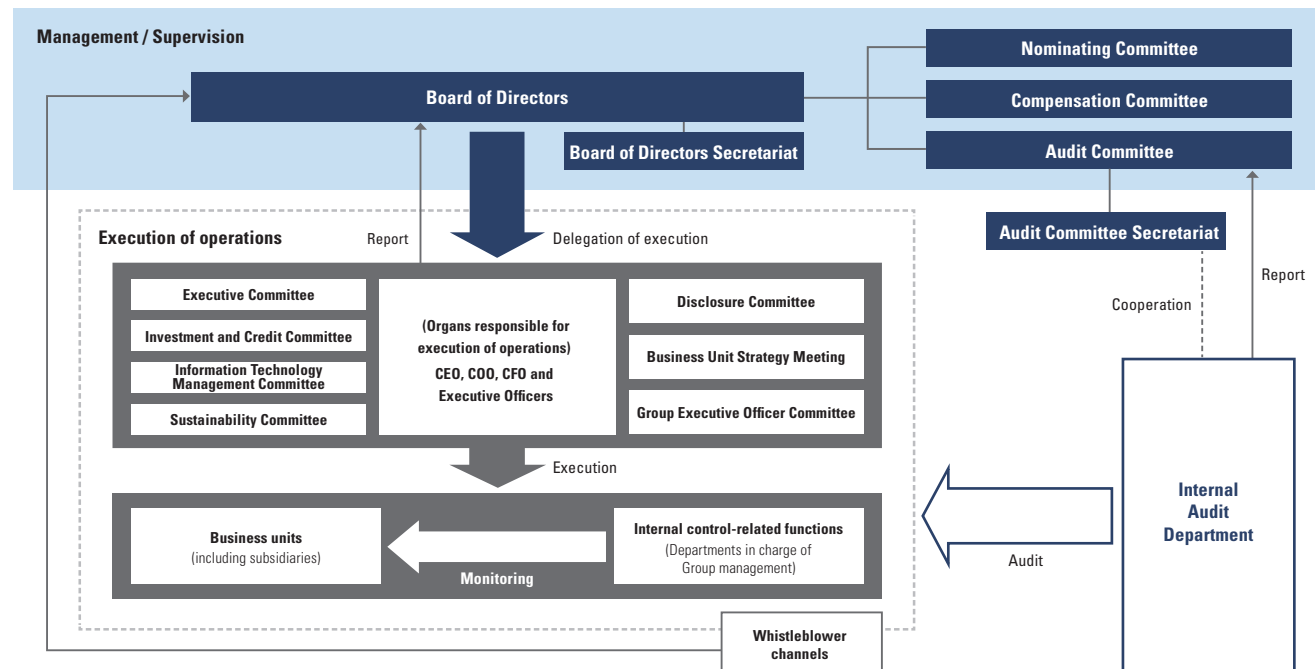 Management / Supervision
Nominating Committee
Board of Directors
Compensation Committee
Board of Directors Secretariat
Audit Committee
Audit Committee Secretariat
Execution of operations
Report
Delegation of execution
Report
Cooperation
Executive Committee
Investment and Credit Committee
Information Technology
Management Committee
Sustainability Committee
(Organs responsible for
execution of operations)
CEO, COO, CFO and
Executive Officers
Disclosure Committee
Business Unit Strategy Meeting
Group Executive Officer Committee
Execution
Business units
(including subsidiaries)
Monitoring
Internal control-related functions
(Departments in charge of
Group management)
Audit
Internal
Audit
Department
Whistleblower
channels